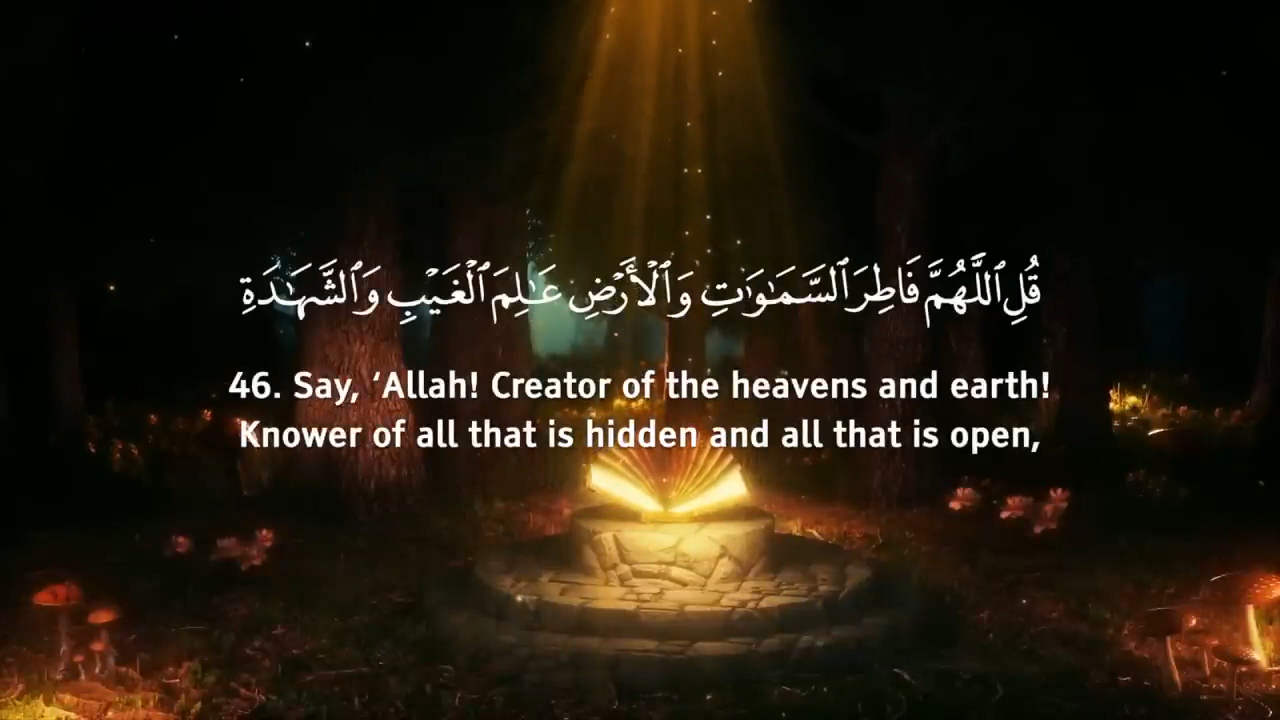 قُلِ ٱللَّهُمَّ فَاطِرَ ٱلسَّمَـٰوَٰتِ وَٱلْأَرْضِ عَـٰلِمَ ٱلْغَيْبِ وَٱلشَّهَـٰدَةِ
46. Say, ‘Allah! Creator of the heavens and earth!
Knower of all that is hidden and all that is open,